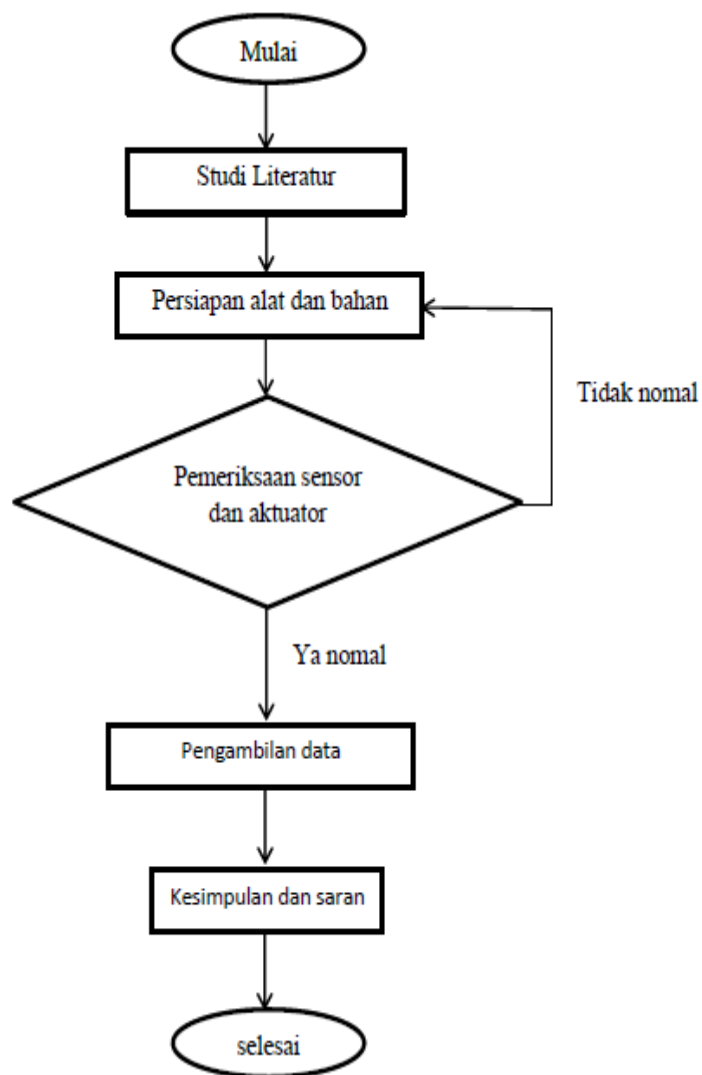 Mulai
Studi Literatur
Persiapan alat dan bahan
Tidak nomal
Pemeriksaan sensor
dan aktuator
Ya nomal
Pengambilan data
Kesimpulan dan saran
selesai